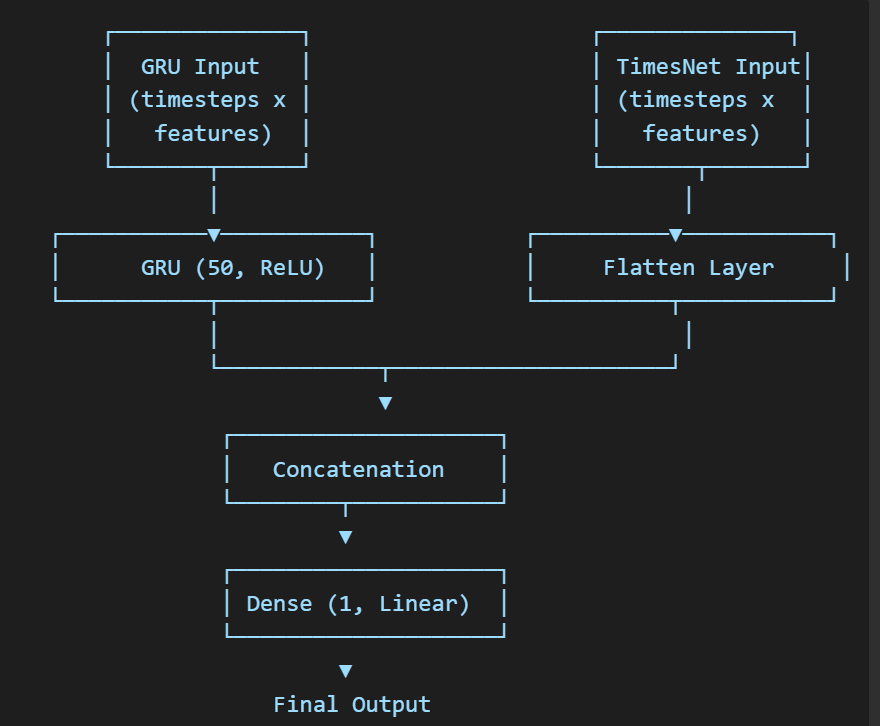 GRU Input
(timesteps x
features)
TimesNet Input
(timesteps x
features)
GRU (50, ReLU)
Flatten Layer
Concatenation
Dense (1, Linear)
Final Output